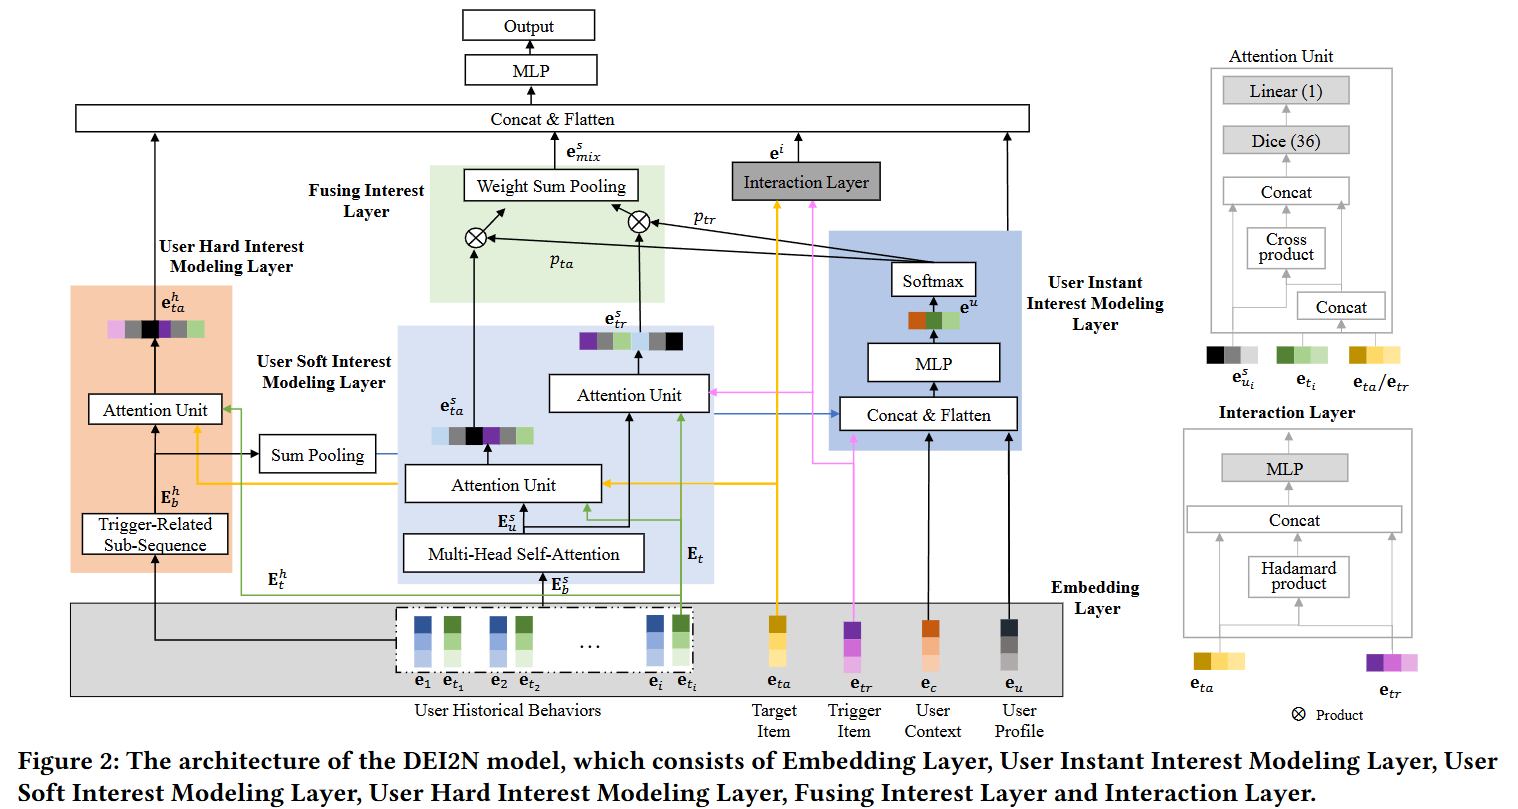 Output
MLP
Concat & Flatten
e^s_mix
e^i
Fusing Interest
Layer
Weight Sum Pooling
Interaction Layer
p_tr
p_ta
User Hard Interest
Modeling Layer
e^h_ta
Softmax
e^u
User Instant
Interest Modeling
Layer
e^s_tr
User Soft Interest
Modeling Layer
MLP
Attention Unit
Attention Unit
e^s_ta
Concat & Flatten
Sum Pooling
Attention Unit
E^h_b
E^s_u
Trigger-Related
Sub-Sequence
Multi-Head Self-Attention
E_t
E^h_t
E^s_b
Embedding
Layer
...
e_1 e_t_1 e_2 e_t_2 e_i e_t_i e_ta e_tr e_c e_u
User Historical Behaviors
Target
Item
Trigger
Item
User
Context
User
Profile
Attention Unit
Linear (1)
Dice (36)
Concat
Cross
product
Concat
e^s_u_i e_t_i e_ta/e_tr
Interaction Layer
MLP
Concat
Hadamard
product
e_ta
e_tr
⊗ Product
Figure 2: The architecture of the DEI2N model, which consists of Embedding Layer, User Instant Interest Modeling Layer, User
Soft Interest Modeling Layer, User Hard Interest Modeling Layer, Fusing Interest Layer and Interaction Layer.